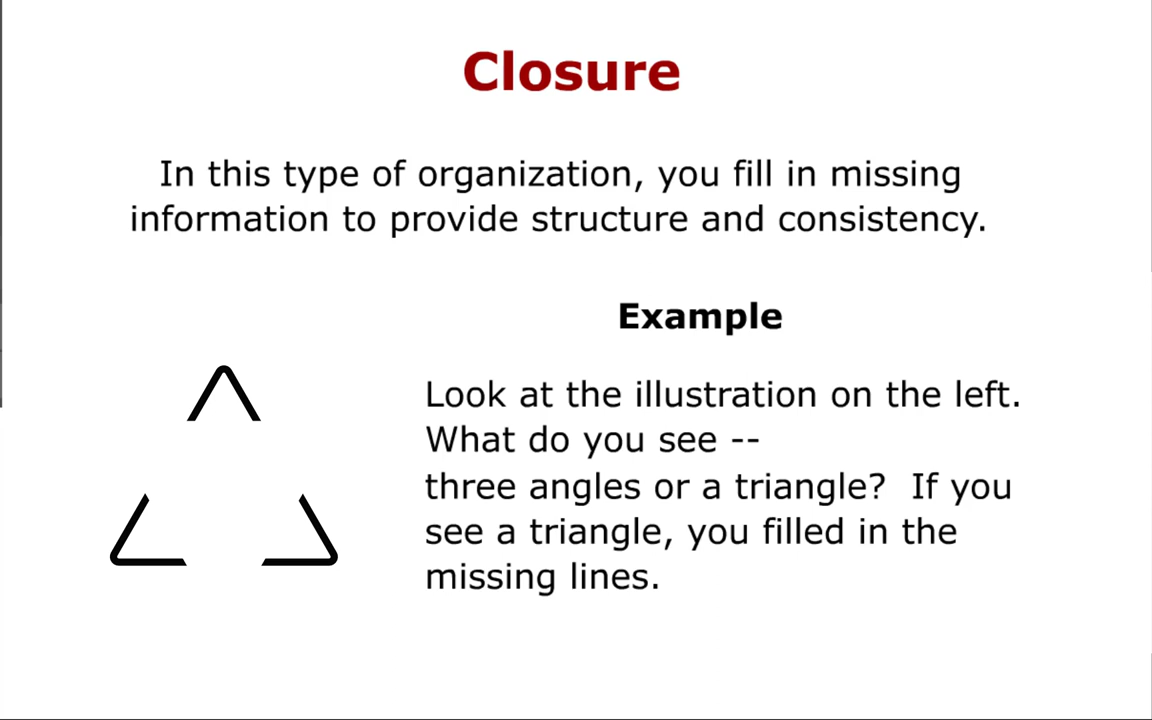 Closure
In this type of organization, you fill in missing
information to provide structure and consistency.
Example
Look at the illustration on the left.
What do you see --
three angles or a triangle?  If you
see a triangle, you filled in the
missing lines.